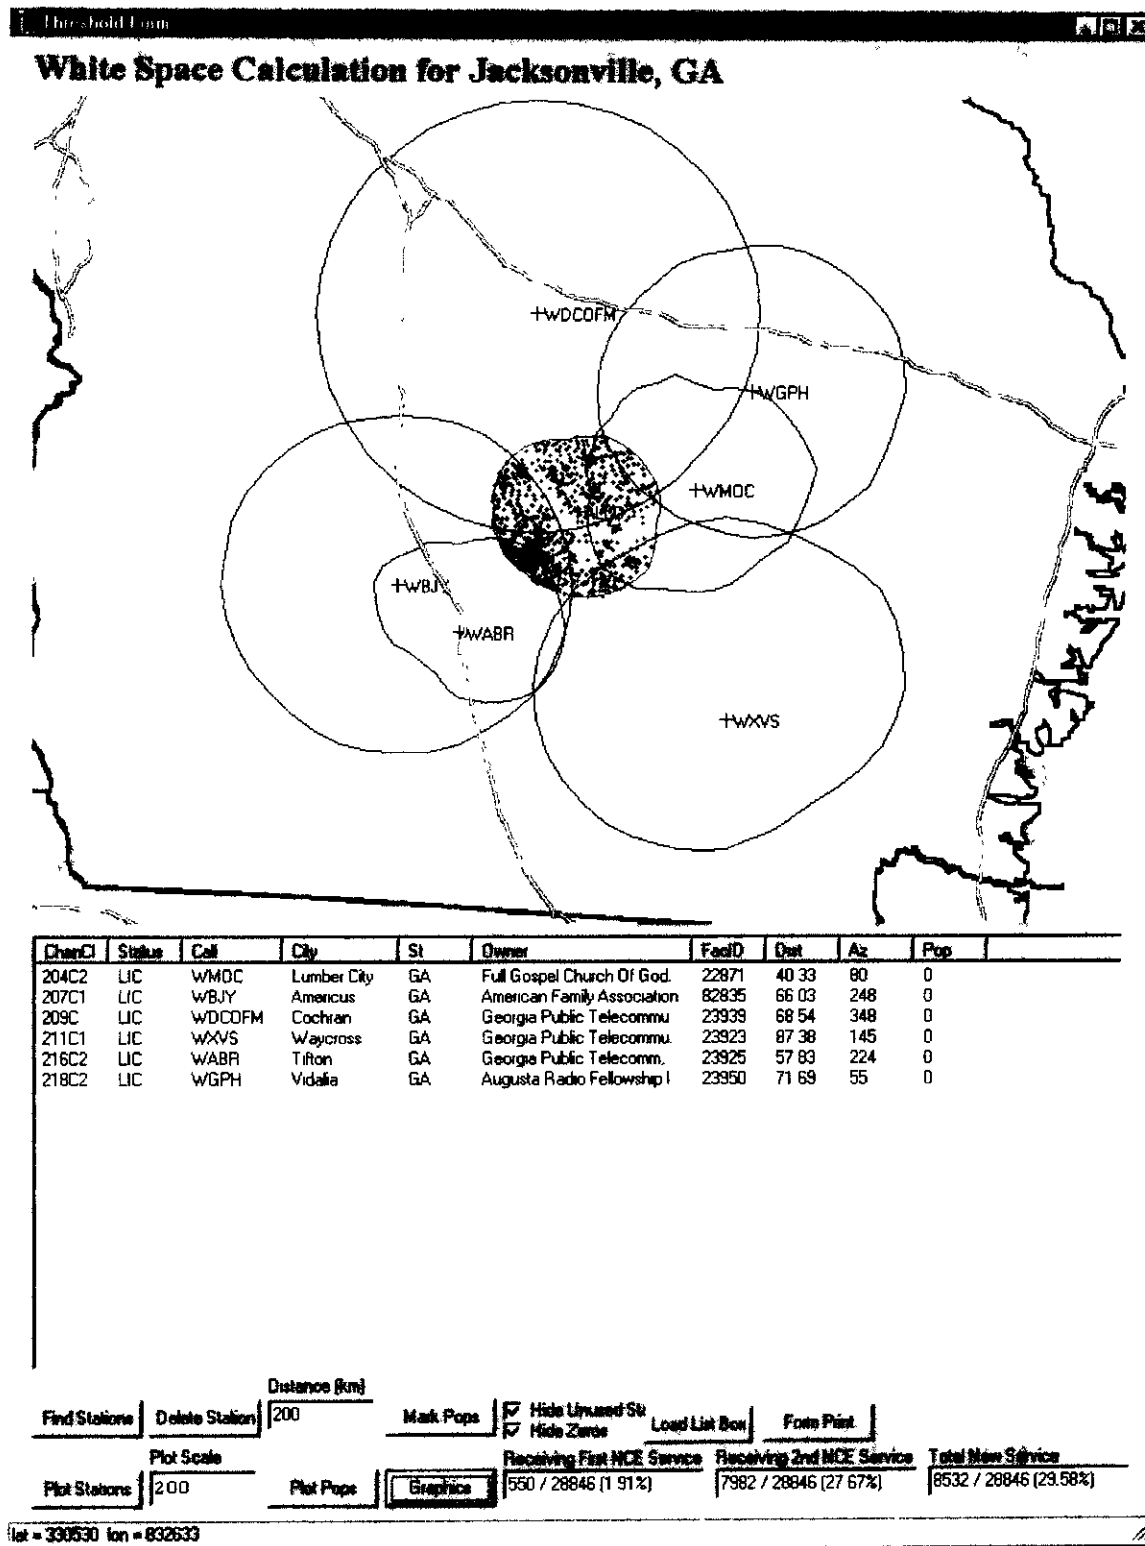 Threshold Form
White Space Calculation for Jacksonville, GA
+WDCOFM
+WGPH
+WMOC
+WBJY
+WABR
+WXVS
ChanCl Status Call City St Owner FacID Dist Az Pop
204C2 LIC WMOC Lumber City GA Full Gospel Church Of God. 22871 40 33 80 0
207C1 LIC WBJY Americus GA American Family Association 82835 66 03 248 0
209C LIC WDCOFM Cochran GA Georgia Public Telecommu 23939 68 54 348 0
211C1 LIC WXVS Waycross GA Georgia Public Telecommu. 23923 87 38 145 0
216C2 LIC WABR Tifton GA Georgia Public Telecomm. 23925 57 83 224 0
218C2 LIC WGPH Vidalia GA Augusta Radio Fellowship I 23950 71 69 55 0
Distance (km)
Find Stations Delete Station 200 Mark Pops Hide Unused Sta Load List Box Form Print
Hide Zeros
Plot Scale Receiving First NCE Service Receiving 2nd NCE Service Total New Service
Plot Stations 200 Plot Pops Graphics 550 / 28846 (1 91%) 7982 / 28846 (27 67%) 8532 / 28846 (29.58%)
lat = 330530 lon = 832633